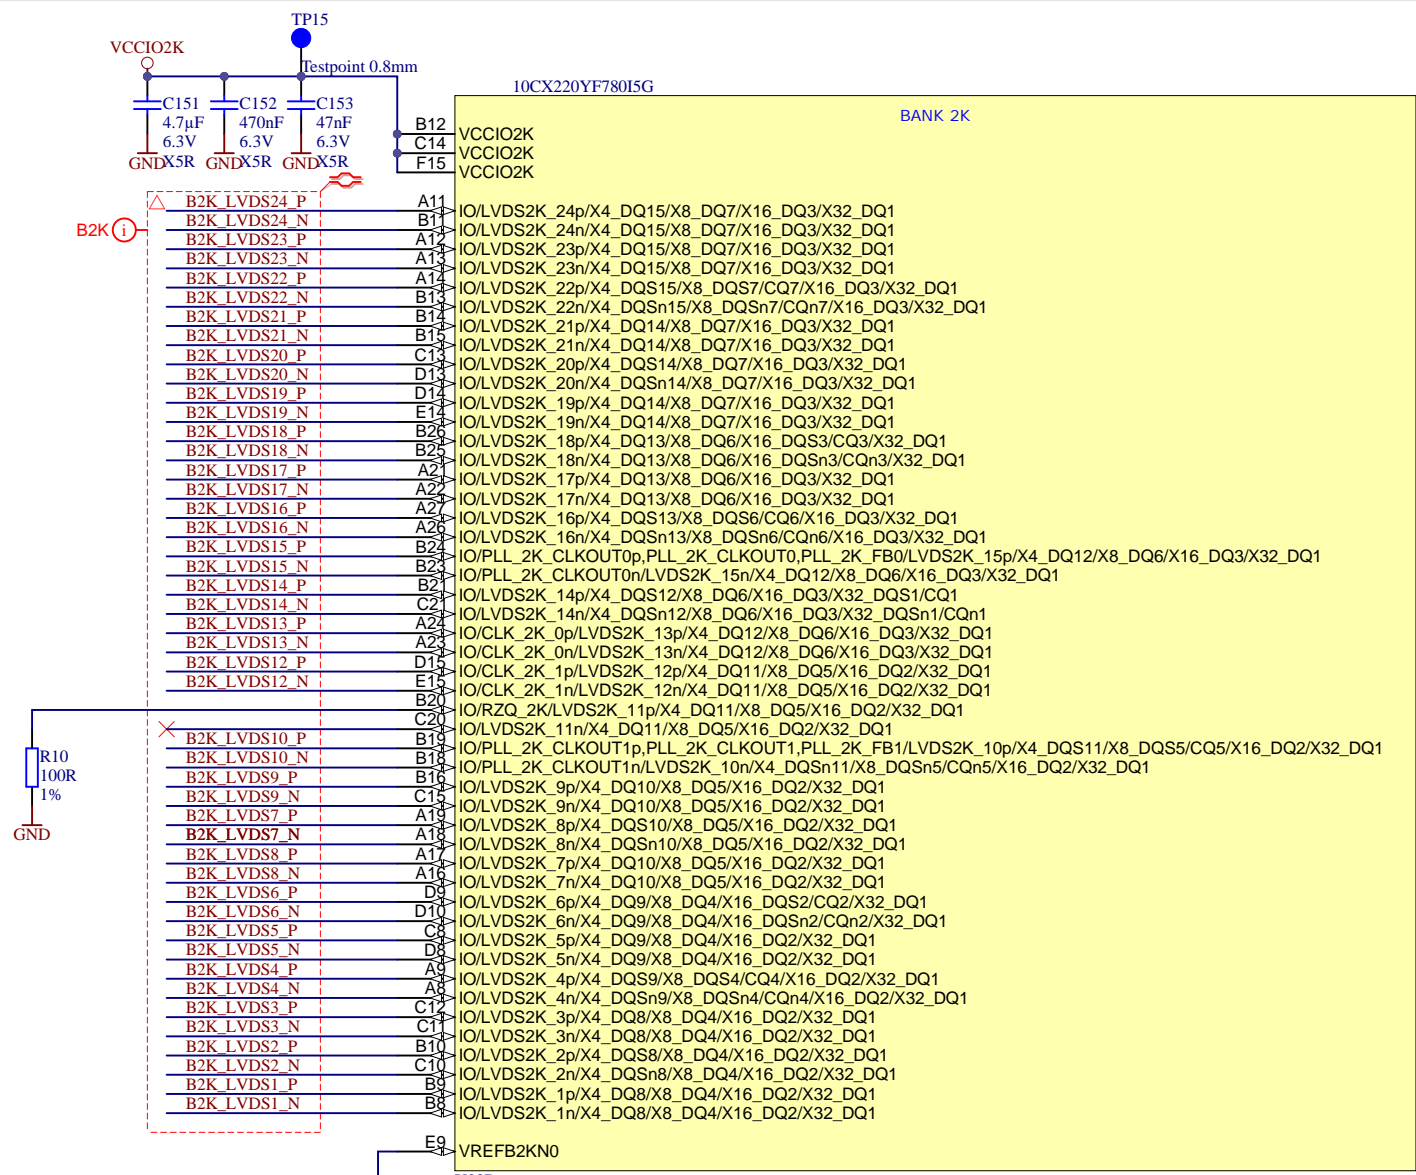 TP15
VCCIO2K
Testpoint 0.8mm
C151
4.7µF
6.3V
X5R
GND
C152
470nF
6.3V
X5R
GND
C153
47nF
6.3V
X5R
GND
10CX220YF780I5G
BANK 2K
B12 VCCIO2K
C14 VCCIO2K
F15 VCCIO2K
B2K i
B2K_LVDS24_P A11 IO/LVDS2K_24p/X4_DQ15/X8_DQ7/X16_DQ3/X32_DQ1
B2K_LVDS24_N B11 IO/LVDS2K_24n/X4_DQ15/X8_DQ7/X16_DQ3/X32_DQ1
B2K_LVDS23_P A12 IO/LVDS2K_23p/X4_DQ15/X8_DQ7/X16_DQ3/X32_DQ1
B2K_LVDS23_N A13 IO/LVDS2K_23n/X4_DQ15/X8_DQ7/X16_DQ3/X32_DQ1
B2K_LVDS22_P A14 IO/LVDS2K_22p/X4_DQS15/X8_DQS7/CQ7/X16_DQ3/X32_DQ1
B2K_LVDS22_N B13 IO/LVDS2K_22n/X4_DQSn15/X8_DQSn7/CQn7/X16_DQ3/X32_DQ1
B2K_LVDS21_P B14 IO/LVDS2K_21p/X4_DQ14/X8_DQ7/X16_DQ3/X32_DQ1
B2K_LVDS21_N B15 IO/LVDS2K_21n/X4_DQ14/X8_DQ7/X16_DQ3/X32_DQ1
B2K_LVDS20_P C13 IO/LVDS2K_20p/X4_DQS14/X8_DQ7/X16_DQ3/X32_DQ1
B2K_LVDS20_N D13 IO/LVDS2K_20n/X4_DQSn14/X8_DQ7/X16_DQ3/X32_DQ1
B2K_LVDS19_P D14 IO/LVDS2K_19p/X4_DQ14/X8_DQ7/X16_DQ3/X32_DQ1
B2K_LVDS19_N E14 IO/LVDS2K_19n/X4_DQ14/X8_DQ7/X16_DQ3/X32_DQ1
B2K_LVDS18_P B26 IO/LVDS2K_18p/X4_DQ13/X8_DQ6/X16_DQS3/CQ3/X32_DQ1
B2K_LVDS18_N B25 IO/LVDS2K_18n/X4_DQ13/X8_DQ6/X16_DQSn3/CQn3/X32_DQ1
B2K_LVDS17_P A21 IO/LVDS2K_17p/X4_DQ13/X8_DQ6/X16_DQ3/X32_DQ1
B2K_LVDS17_N A22 IO/LVDS2K_17n/X4_DQ13/X8_DQ6/X16_DQ3/X32_DQ1
B2K_LVDS16_P A27 IO/LVDS2K_16p/X4_DQS13/X8_DQS6/CQ6/X16_DQ3/X32_DQ1
B2K_LVDS16_N A26 IO/LVDS2K_16n/X4_DQSn13/X8_DQSn6/CQn6/X16_DQ3/X32_DQ1
B2K_LVDS15_P B24 IO/PLL_2K_CLKOUT0p,PLL_2K_CLKOUT0,PLL_2K_FB0/LVDS2K_15p/X4_DQ12/X8_DQ6/X16_DQ3/X32_DQ1
B2K_LVDS15_N B23 IO/PLL_2K_CLKOUT0n/LVDS2K_15n/X4_DQ12/X8_DQ6/X16_DQ3/X32_DQ1
B2K_LVDS14_P B21 IO/LVDS2K_14p/X4_DQS12/X8_DQ6/X16_DQ3/X32_DQS1/CQ1
B2K_LVDS14_N C21 IO/LVDS2K_14n/X4_DQSn12/X8_DQ6/X16_DQ3/X32_DQSn1/CQn1
B2K_LVDS13_P A24 IO/CLK_2K_0p/LVDS2K_13p/X4_DQ12/X8_DQ6/X16_DQ3/X32_DQ1
B2K_LVDS13_N A23 IO/CLK_2K_0n/LVDS2K_13n/X4_DQ12/X8_DQ6/X16_DQ3/X32_DQ1
B2K_LVDS12_P D15 IO/CLK_2K_1p/LVDS2K_12p/X4_DQ11/X8_DQ5/X16_DQ2/X32_DQ1
B2K_LVDS12_N E15 IO/CLK_2K_1n/LVDS2K_12n/X4_DQ11/X8_DQ5/X16_DQ2/X32_DQ1
B20 IO/RZQ_2K/LVDS2K_11p/X4_DQ11/X8_DQ5/X16_DQ2/X32_DQ1
C20 IO/LVDS2K_11n/X4_DQ11/X8_DQ5/X16_DQ2/X32_DQ1
B2K_LVDS10_P B19 IO/PLL_2K_CLKOUT1p,PLL_2K_CLKOUT1,PLL_2K_FB1/LVDS2K_10p/X4_DQS11/X8_DQS5/CQ5/X16_DQ2/X32_DQ1
B2K_LVDS10_N B18 IO/PLL_2K_CLKOUT1n/LVDS2K_10n/X4_DQSn11/X8_DQSn5/CQn5/X16_DQ2/X32_DQ1
B2K_LVDS9_P B16 IO/LVDS2K_9p/X4_DQ10/X8_DQ5/X16_DQ2/X32_DQ1
B2K_LVDS9_N C15 IO/LVDS2K_9n/X4_DQ10/X8_DQ5/X16_DQ2/X32_DQ1
B2K_LVDS7_P A19 IO/LVDS2K_8p/X4_DQS10/X8_DQ5/X16_DQ2/X32_DQ1
B2K_LVDS7_N A18 IO/LVDS2K_8n/X4_DQSn10/X8_DQ5/X16_DQ2/X32_DQ1
B2K_LVDS8_P A17 IO/LVDS2K_7p/X4_DQ10/X8_DQ5/X16_DQ2/X32_DQ1
B2K_LVDS8_N A16 IO/LVDS2K_7n/X4_DQ10/X8_DQ5/X16_DQ2/X32_DQ1
B2K_LVDS6_P D9 IO/LVDS2K_6p/X4_DQ9/X8_DQ4/X16_DQS2/CQ2/X32_DQ1
B2K_LVDS6_N D10 IO/LVDS2K_6n/X4_DQ9/X8_DQ4/X16_DQSn2/CQn2/X32_DQ1
B2K_LVDS5_P C8 IO/LVDS2K_5p/X4_DQ9/X8_DQ4/X16_DQ2/X32_DQ1
B2K_LVDS5_N D8 IO/LVDS2K_5n/X4_DQ9/X8_DQ4/X16_DQ2/X32_DQ1
B2K_LVDS4_P A9 IO/LVDS2K_4p/X4_DQS9/X8_DQS4/CQ4/X16_DQ2/X32_DQ1
B2K_LVDS4_N A8 IO/LVDS2K_4n/X4_DQSn9/X8_DQSn4/CQn4/X16_DQ2/X32_DQ1
B2K_LVDS3_P C12 IO/LVDS2K_3p/X4_DQ8/X8_DQ4/X16_DQ2/X32_DQ1
B2K_LVDS3_N C11 IO/LVDS2K_3n/X4_DQ8/X8_DQ4/X16_DQ2/X32_DQ1
B2K_LVDS2_P B10 IO/LVDS2K_2p/X4_DQS8/X8_DQ4/X16_DQ2/X32_DQ1
B2K_LVDS2_N C10 IO/LVDS2K_2n/X4_DQSn8/X8_DQ4/X16_DQ2/X32_DQ1
B2K_LVDS1_P B9 IO/LVDS2K_1p/X4_DQ8/X8_DQ4/X16_DQ2/X32_DQ1
B2K_LVDS1_N B8 IO/LVDS2K_1n/X4_DQ8/X8_DQ4/X16_DQ2/X32_DQ1
R10
100R
1%
GND
E9 VREFB2KN0